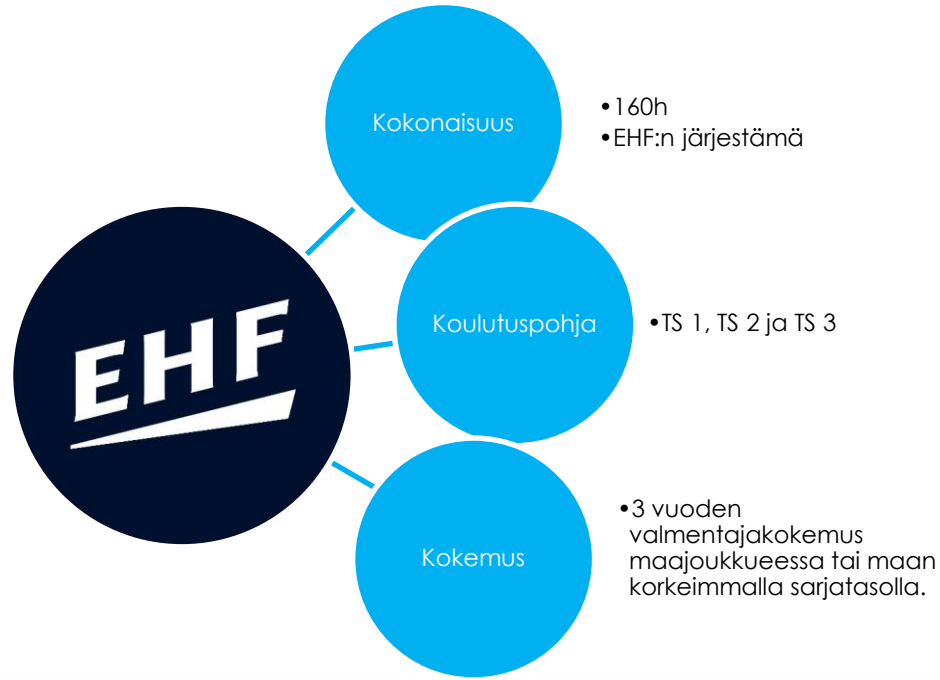 Kokonaisuus
•160h
•EHF:n järjestämä
EHF
Koulutuspohja
•TS 1, TS 2 ja TS 3
Kokemus
•3 vuoden
valmentajakokemus
maajoukkueessa tai maan
korkeimmalla sarjatasolla.